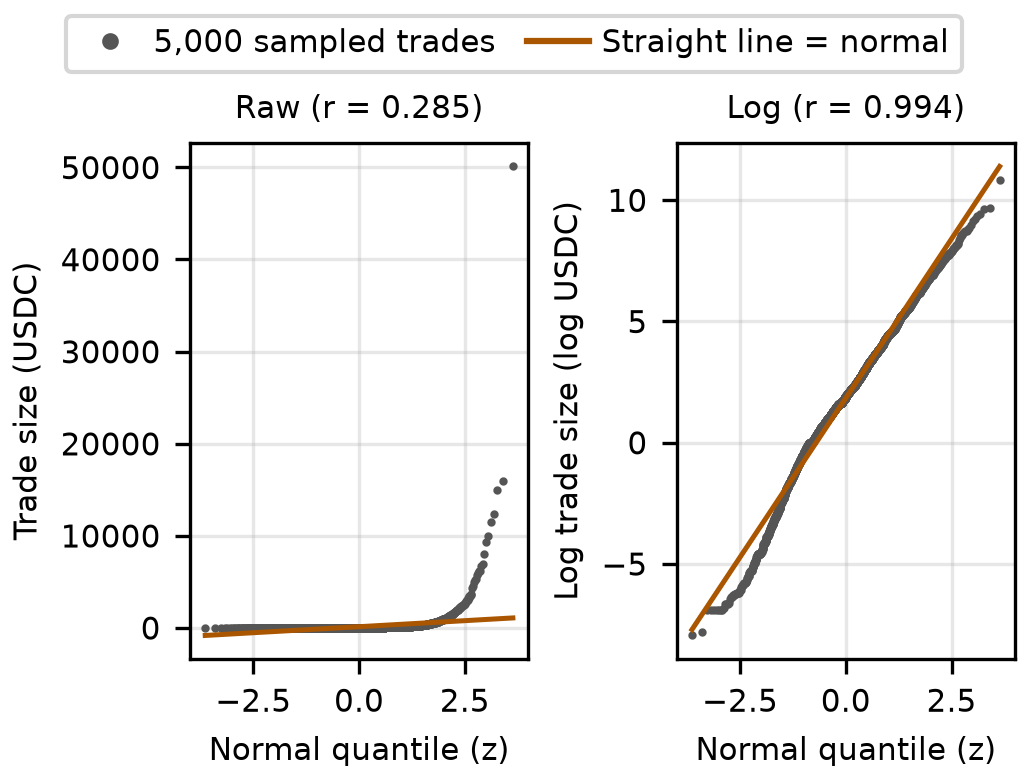 5,000 sampled trades
Straight line = normal
Raw (r = 0.285)
Trade size (USDC)
50000
40000
30000
20000
10000
0
−2.5
0.0
2.5
Normal quantile (z)
Log (r = 0.994)
Log trade size (log USDC)
10
5
0
−5
−2.5
0.0
2.5
Normal quantile (z)